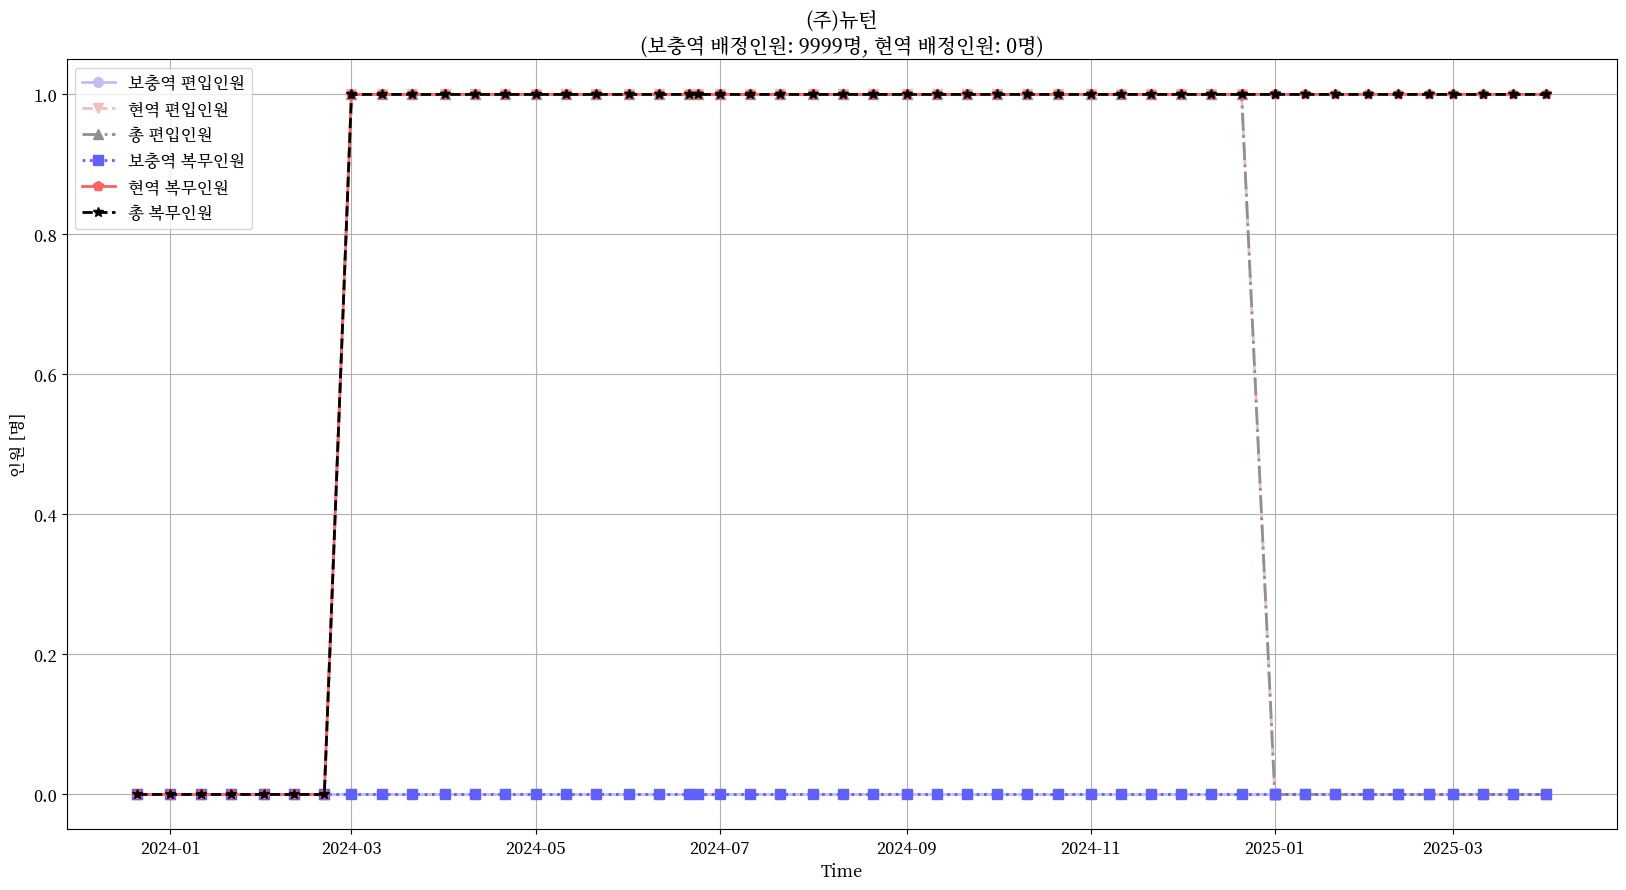 (주)뉴턴
(보충역 배정인원: 9999명, 현역 배정인원: 0명)
보충역 편입인원
현역 편입인원
총 편입인원
보충역 복무인원
현역 복무인원
총 복무인원
1.0
0.8
0.6
0.4
0.2
0.0
인원 [명]
2024-01 2024-03 2024-05 2024-07 2024-09 2024-11 2025-01 2025-03
Time